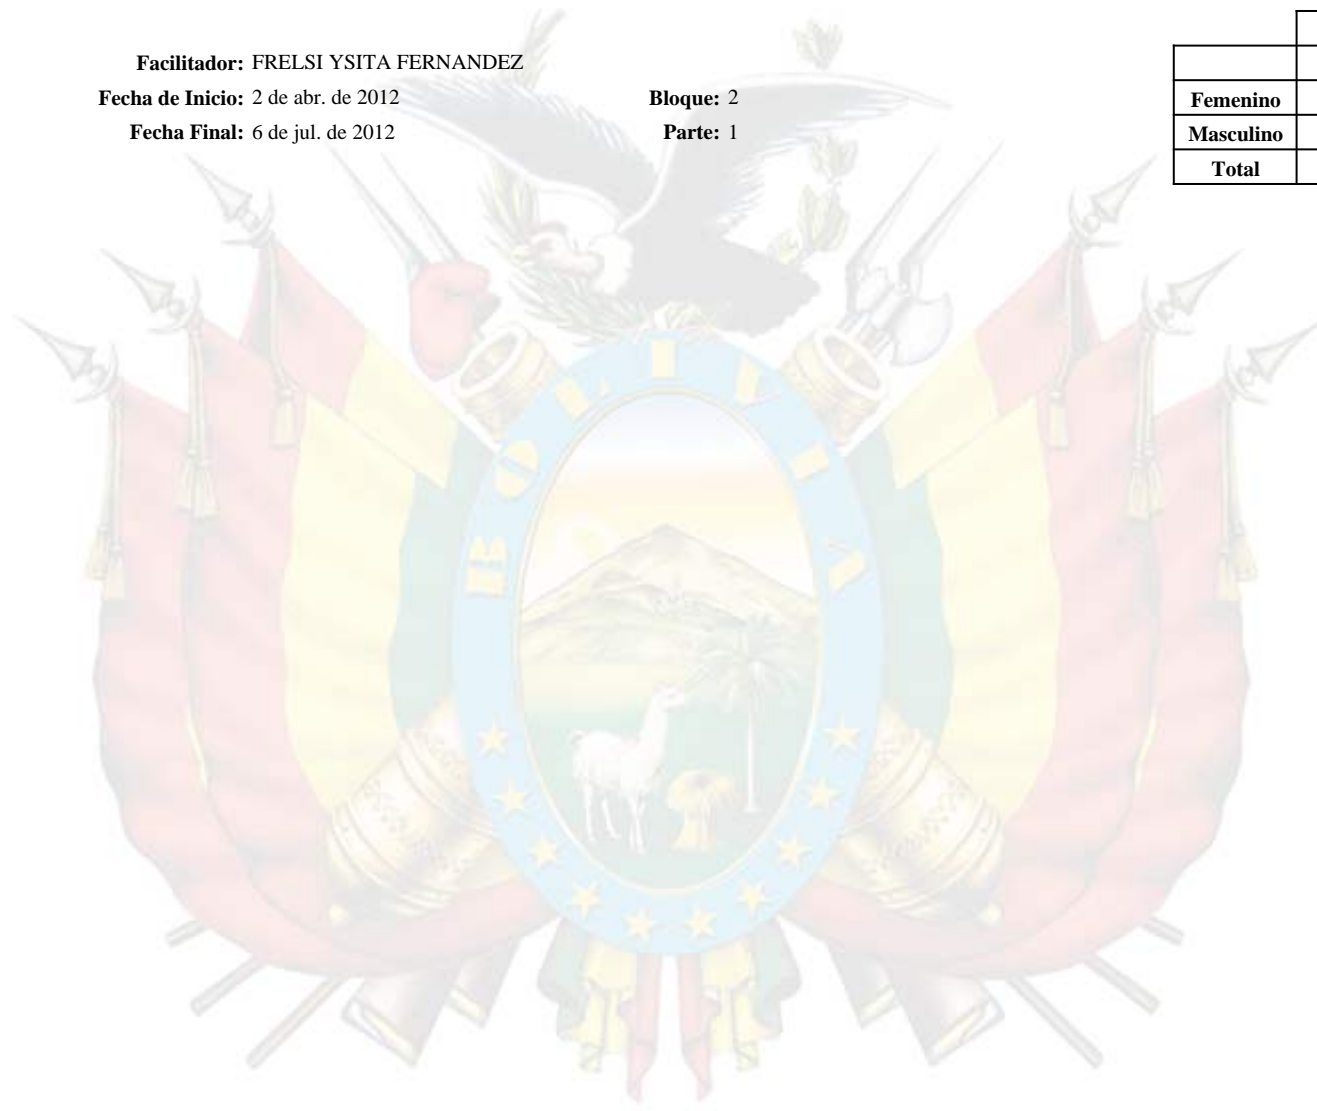 Facilitador: FRELSI YSITA FERNANDEZ
Fecha de Inicio: 2 de abr. de 2012 Bloque: 2
Fecha Final: 6 de jul. de 2012 Parte: 1
Femenino
Masculino
Total
BOLIVIA